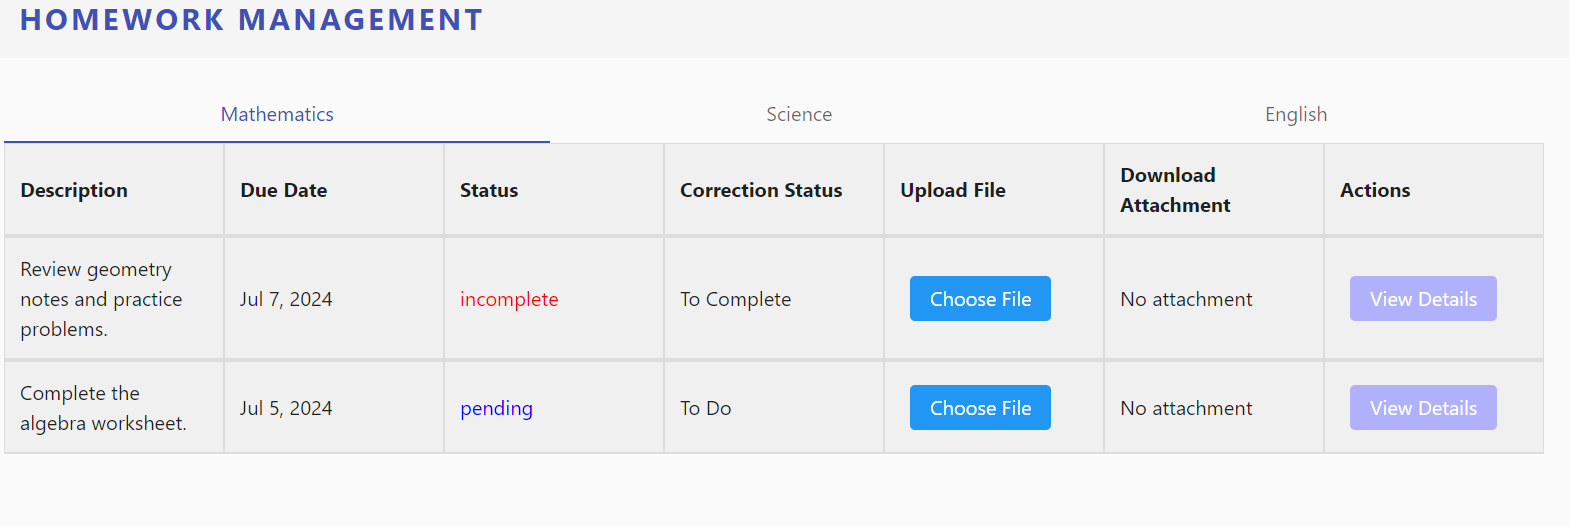 HOMEWORK MANAGEMENT
Mathematics
Science
English
Description
Due Date
Status
Correction Status
Upload File
Download
Attachment
Actions
Review geometry
notes and practice
problems.
Jul 7, 2024
incomplete
To Complete
Choose File
No attachment
View Details
Complete the
algebra worksheet.
Jul 5, 2024
pending
To Do
Choose File
No attachment
View Details